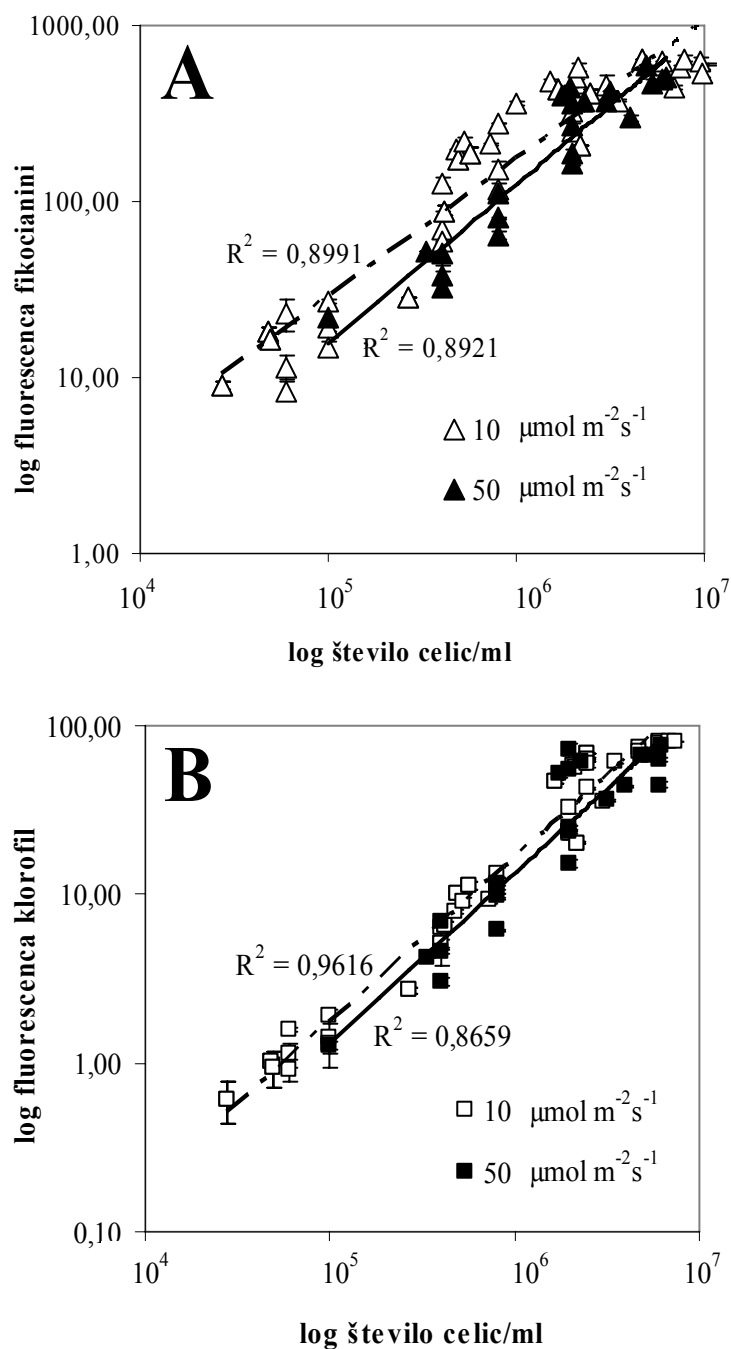 A
1000,00
100,00
10,00
1,00
log fluorescenca fikocianini
R² = 0,8991
R² = 0,8921
10 µmol m⁻²s⁻¹
50 µmol m⁻²s⁻¹
10⁴ 10⁵ 10⁶ 10⁷
log število celic/ml
B
100,00
10,00
1,00
0,10
log fluorescenca klorofil
R² = 0,9616
R² = 0,8659
10 µmol m⁻²s⁻¹
50 µmol m⁻²s⁻¹
10⁴ 10⁵ 10⁶ 10⁷
log število celic/ml